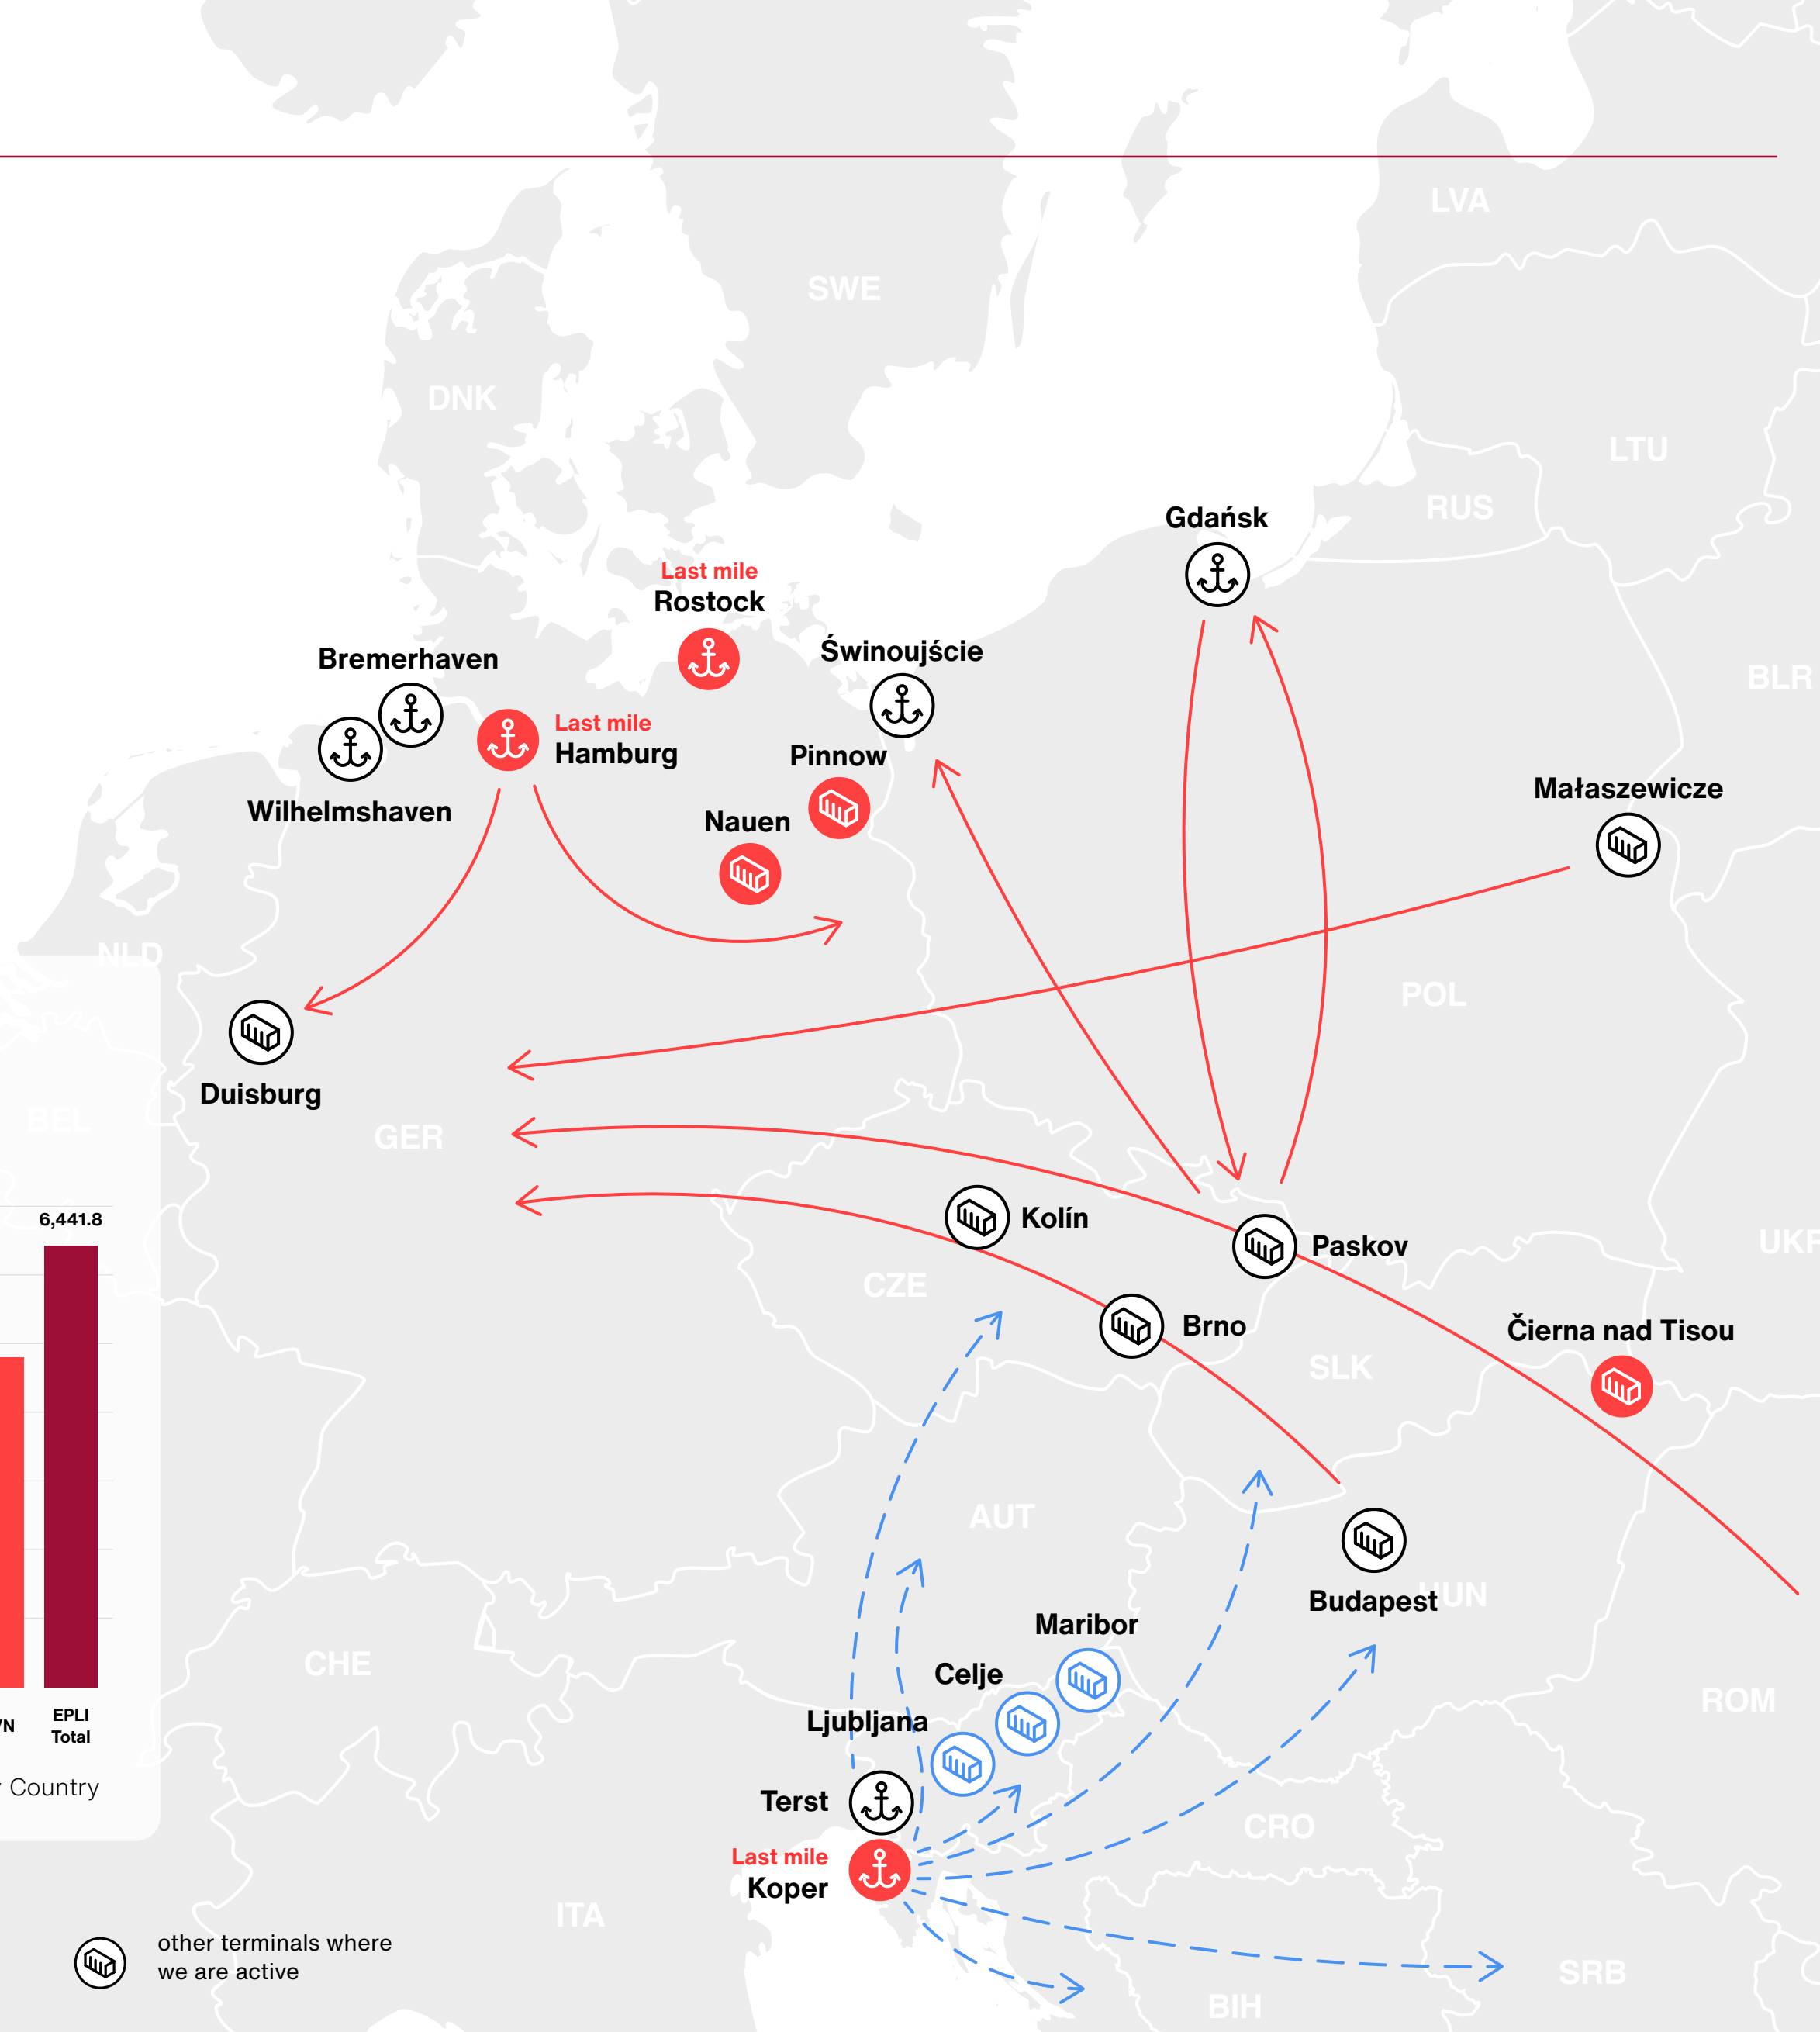 LVA
SWE
DNK
LTU
RUS
Gdańsk
Last mile
Rostock
Świnoujście
Bremerhaven
BLR
Last mile
Hamburg
Pinnow
Małaszewicze
Wilhelmshaven
Nauen
NLD
POL
Duisburg
BEL
GER
6,441.8
Kolín
Paskov
CZE
Brno
Čierna nad Tisou
SLK
AUT
HUN
Budapest
Maribor
CHE
Celje
ROM
EPLI
Total
Ljubljana
Country
Terst
CRO
Last mile
Koper
ITA
other terminals where
we are active
SRB
BIH